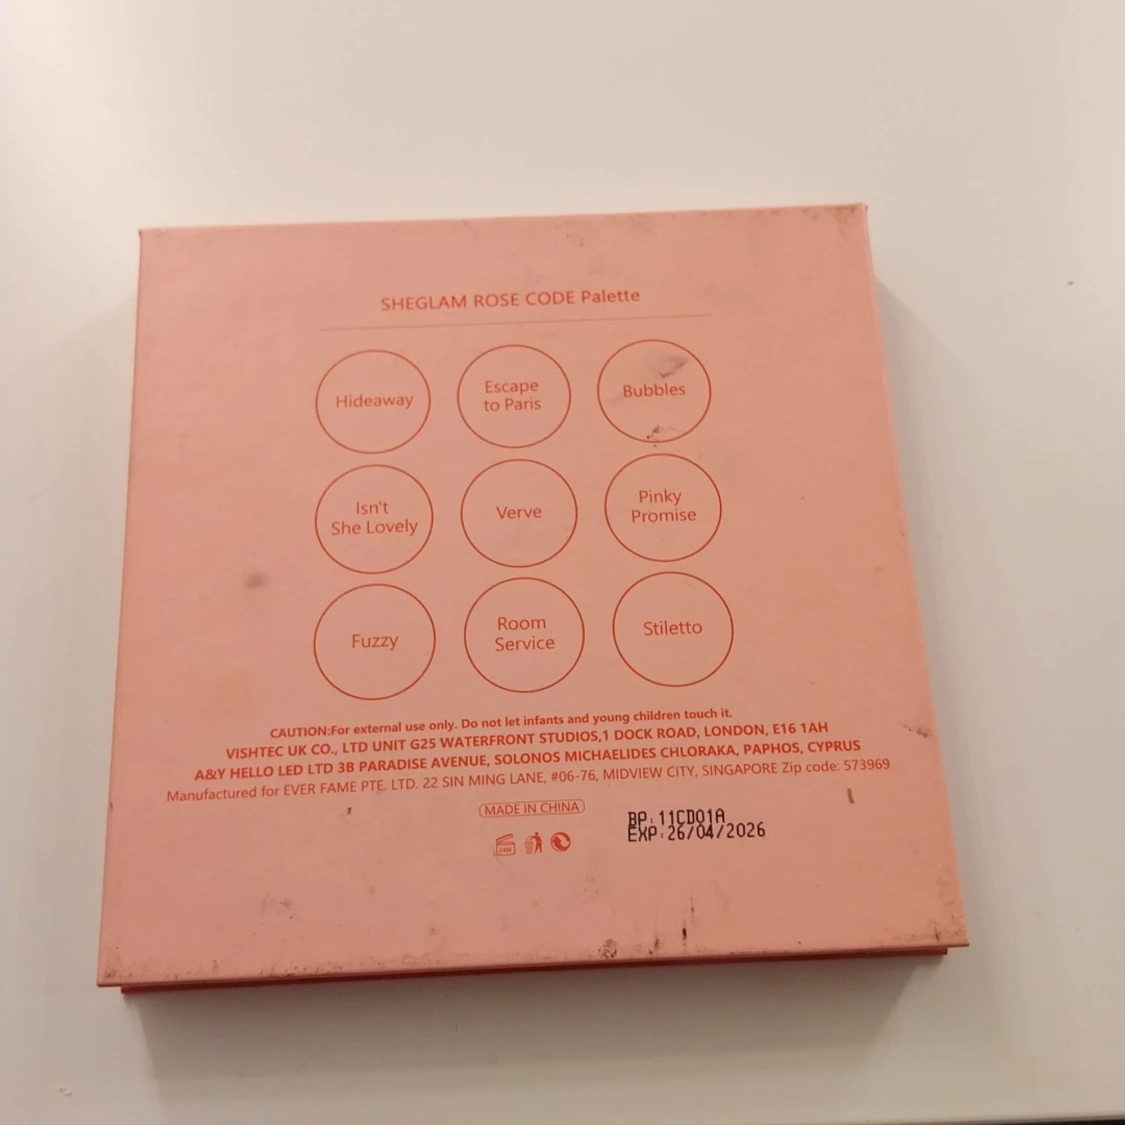 SHEGLAM ROSE CODE Palette
Hideaway
Escape
to Paris
Bubbles
Isn't
She Lovely
Verve
Pinky
Promise
Fuzzy
Room
Service
Stiletto
CAUTION:For external use only. Do not let infants and young children touch it.
VISHTEC UK CO., LTD UNIT G25 WATERFRONT STUDIOS,1 DOCK ROAD, LONDON, E16 1AH
A&Y HELLO LED LTD 3B PARADISE AVENUE, SOLONOS MICHAELIDES CHLORAKA, PAPHOS, CYPRUS
Manufactured for EVER FAME PTE. LTD. 22 SIN MING LANE, #06-76, MIDVIEW CITY, SINGAPORE Zip code: 573969
MADE IN CHINA
24M
BP:11CD01A
EXP:26/04/2026